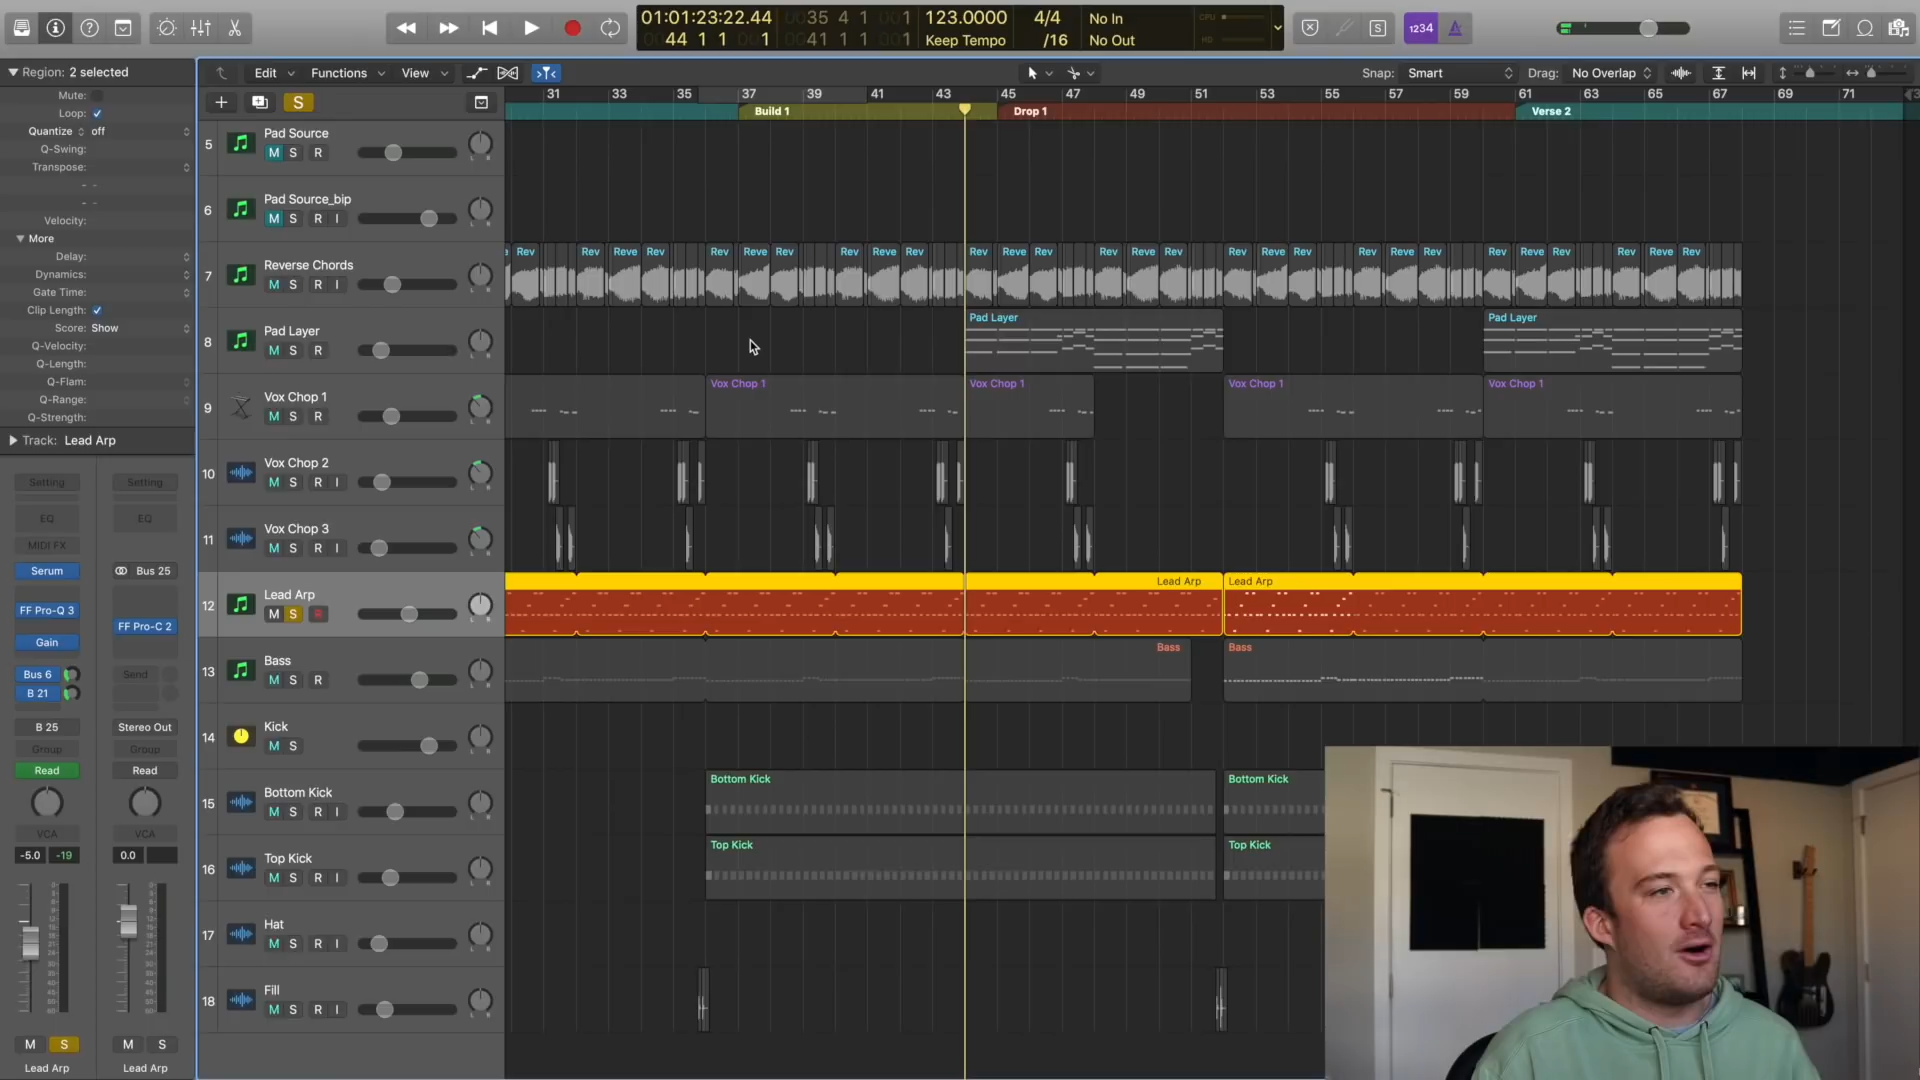 01:01:23:22.44
0035 4 1 001
123.0000
4/4
No In
CPU
0044 1 1 001
0041 1 1 001
Keep Tempo
/16
No Out
HD
1234
Region: 2 selected
Edit
Functions
View
Snap: Smart
Drag: No Overlap
Mute:
Loop:
Quantize off
Q-Swing:
Transpose:
Velocity:
More
Delay:
Dynamics:
Gate Time:
Clip Length:
Score: Show
Q-Velocity:
Q-Length:
Q-Flam:
Q-Range:
Q-Strength:
Track: Lead Arp
Setting Setting
EQ EQ
MIDI FX
Serum Bus 25
FF Pro-Q 3
FF Pro-C 2
Gain
Bus 6 Send
B 21
B 25 Stereo Out
Group Group
Read Read
VCA VCA
-5.0 -19 0.0
M S M S
Lead Arp Lead Arp
S
31 33 35 37 39 41 43 45 47 49 51 53 55 57 59 61 63 65 67 69 71
Build 1 Drop 1 Verse 2
5 Pad Source
M S R
6 Pad Source_bip
M S R I
7 Reverse Chords
M S R I
Rev Rev Reve Rev Rev Reve Rev Rev Reve Rev Rev Reve Rev Rev Reve Rev Rev Reve Rev Rev Reve Rev Rev Reve Rev Rev Reve Rev
8 Pad Layer
M S R
Pad Layer Pad Layer
9 Vox Chop 1
M S R
Vox Chop 1 Vox Chop 1 Vox Chop 1 Vox Chop 1
10 Vox Chop 2
M S R I
11 Vox Chop 3
M S R I
12 Lead Arp
M S R
Lead Arp Lead Arp
13 Bass
M S R
Bass Bass
14 Kick
M S
15 Bottom Kick
M S R I
Bottom Kick Bottom Kick
16 Top Kick
M S R I
Top Kick Top Kick
17 Hat
M S R I
18 Fill
M S R I